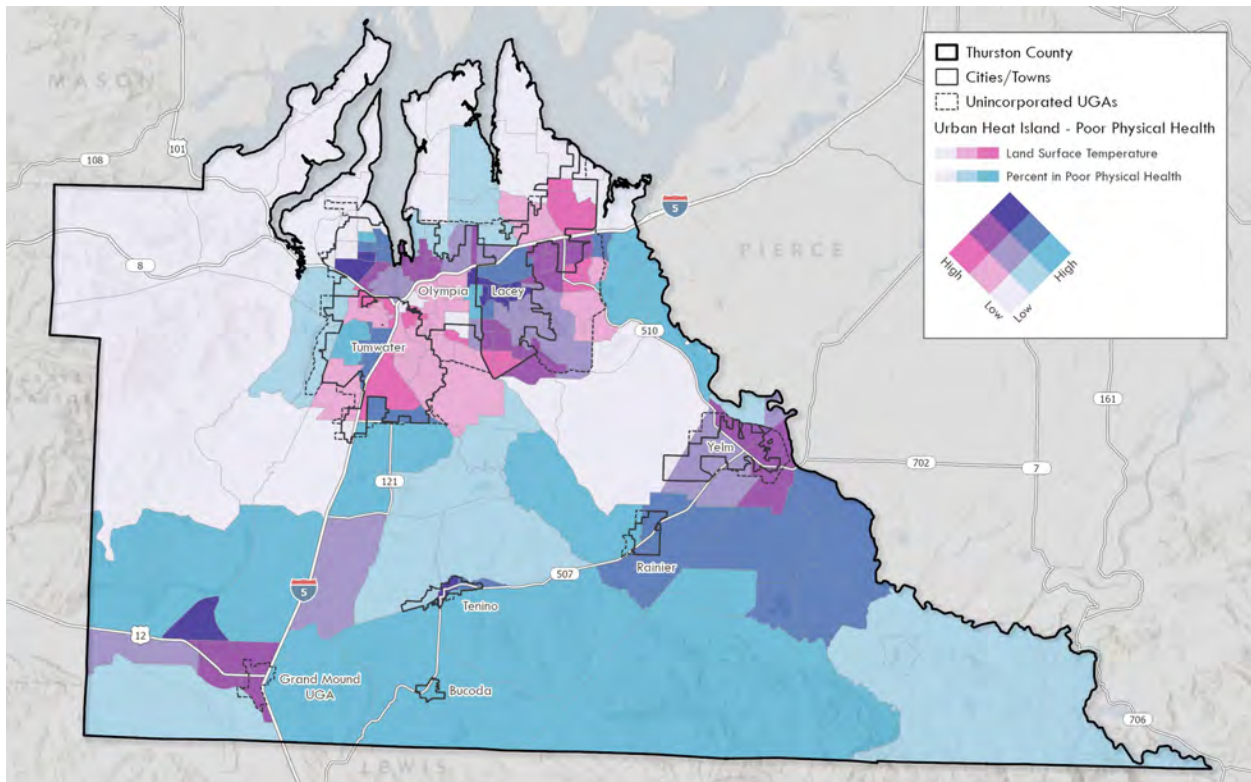 MASON
108
101
8
5
PIERCE
Olympia
Lacey
Tumwater
510
161
Yelm
702
7
121
Rainier
507
Tenino
5
12
Grand Mound
UGA
Bucoda
706
LEWIS
Thurston County
Cities/Towns
Unincorporated UGAs
Urban Heat Island - Poor Physical Health
Land Surface Temperature
Percent in Poor Physical Health
High
Low
Low
High